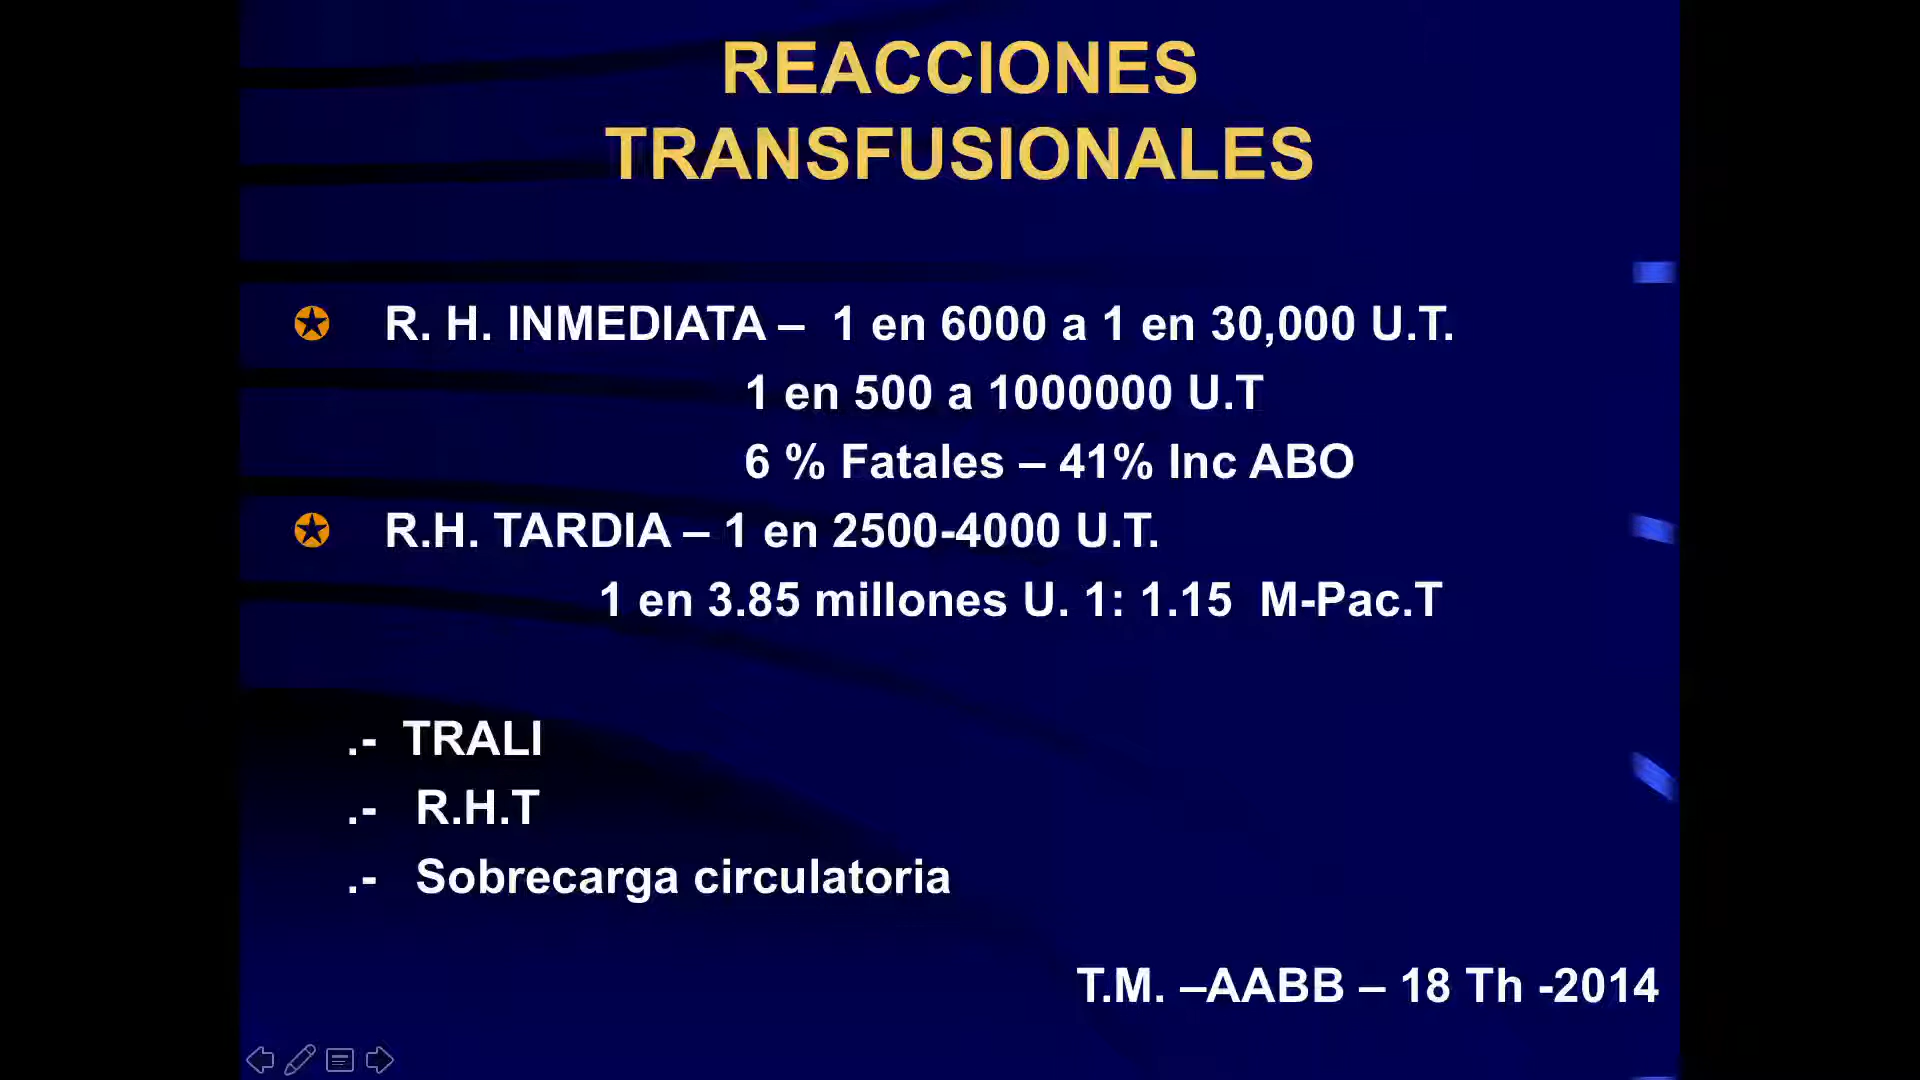 REACCIONES
TRANSFUSIONALES
R. H. INMEDIATA – 1 en 6000 a 1 en 30,000 U.T.
1 en 500 a 1000000 U.T
6 % Fatales – 41% Inc ABO
R.H. TARDIA – 1 en 2500-4000 U.T.
1 en 3.85 millones U. 1: 1.15 M-Pac.T
.- TRALI
.- R.H.T
.- Sobrecarga circulatoria
T.M. –AABB – 18 Th -2014